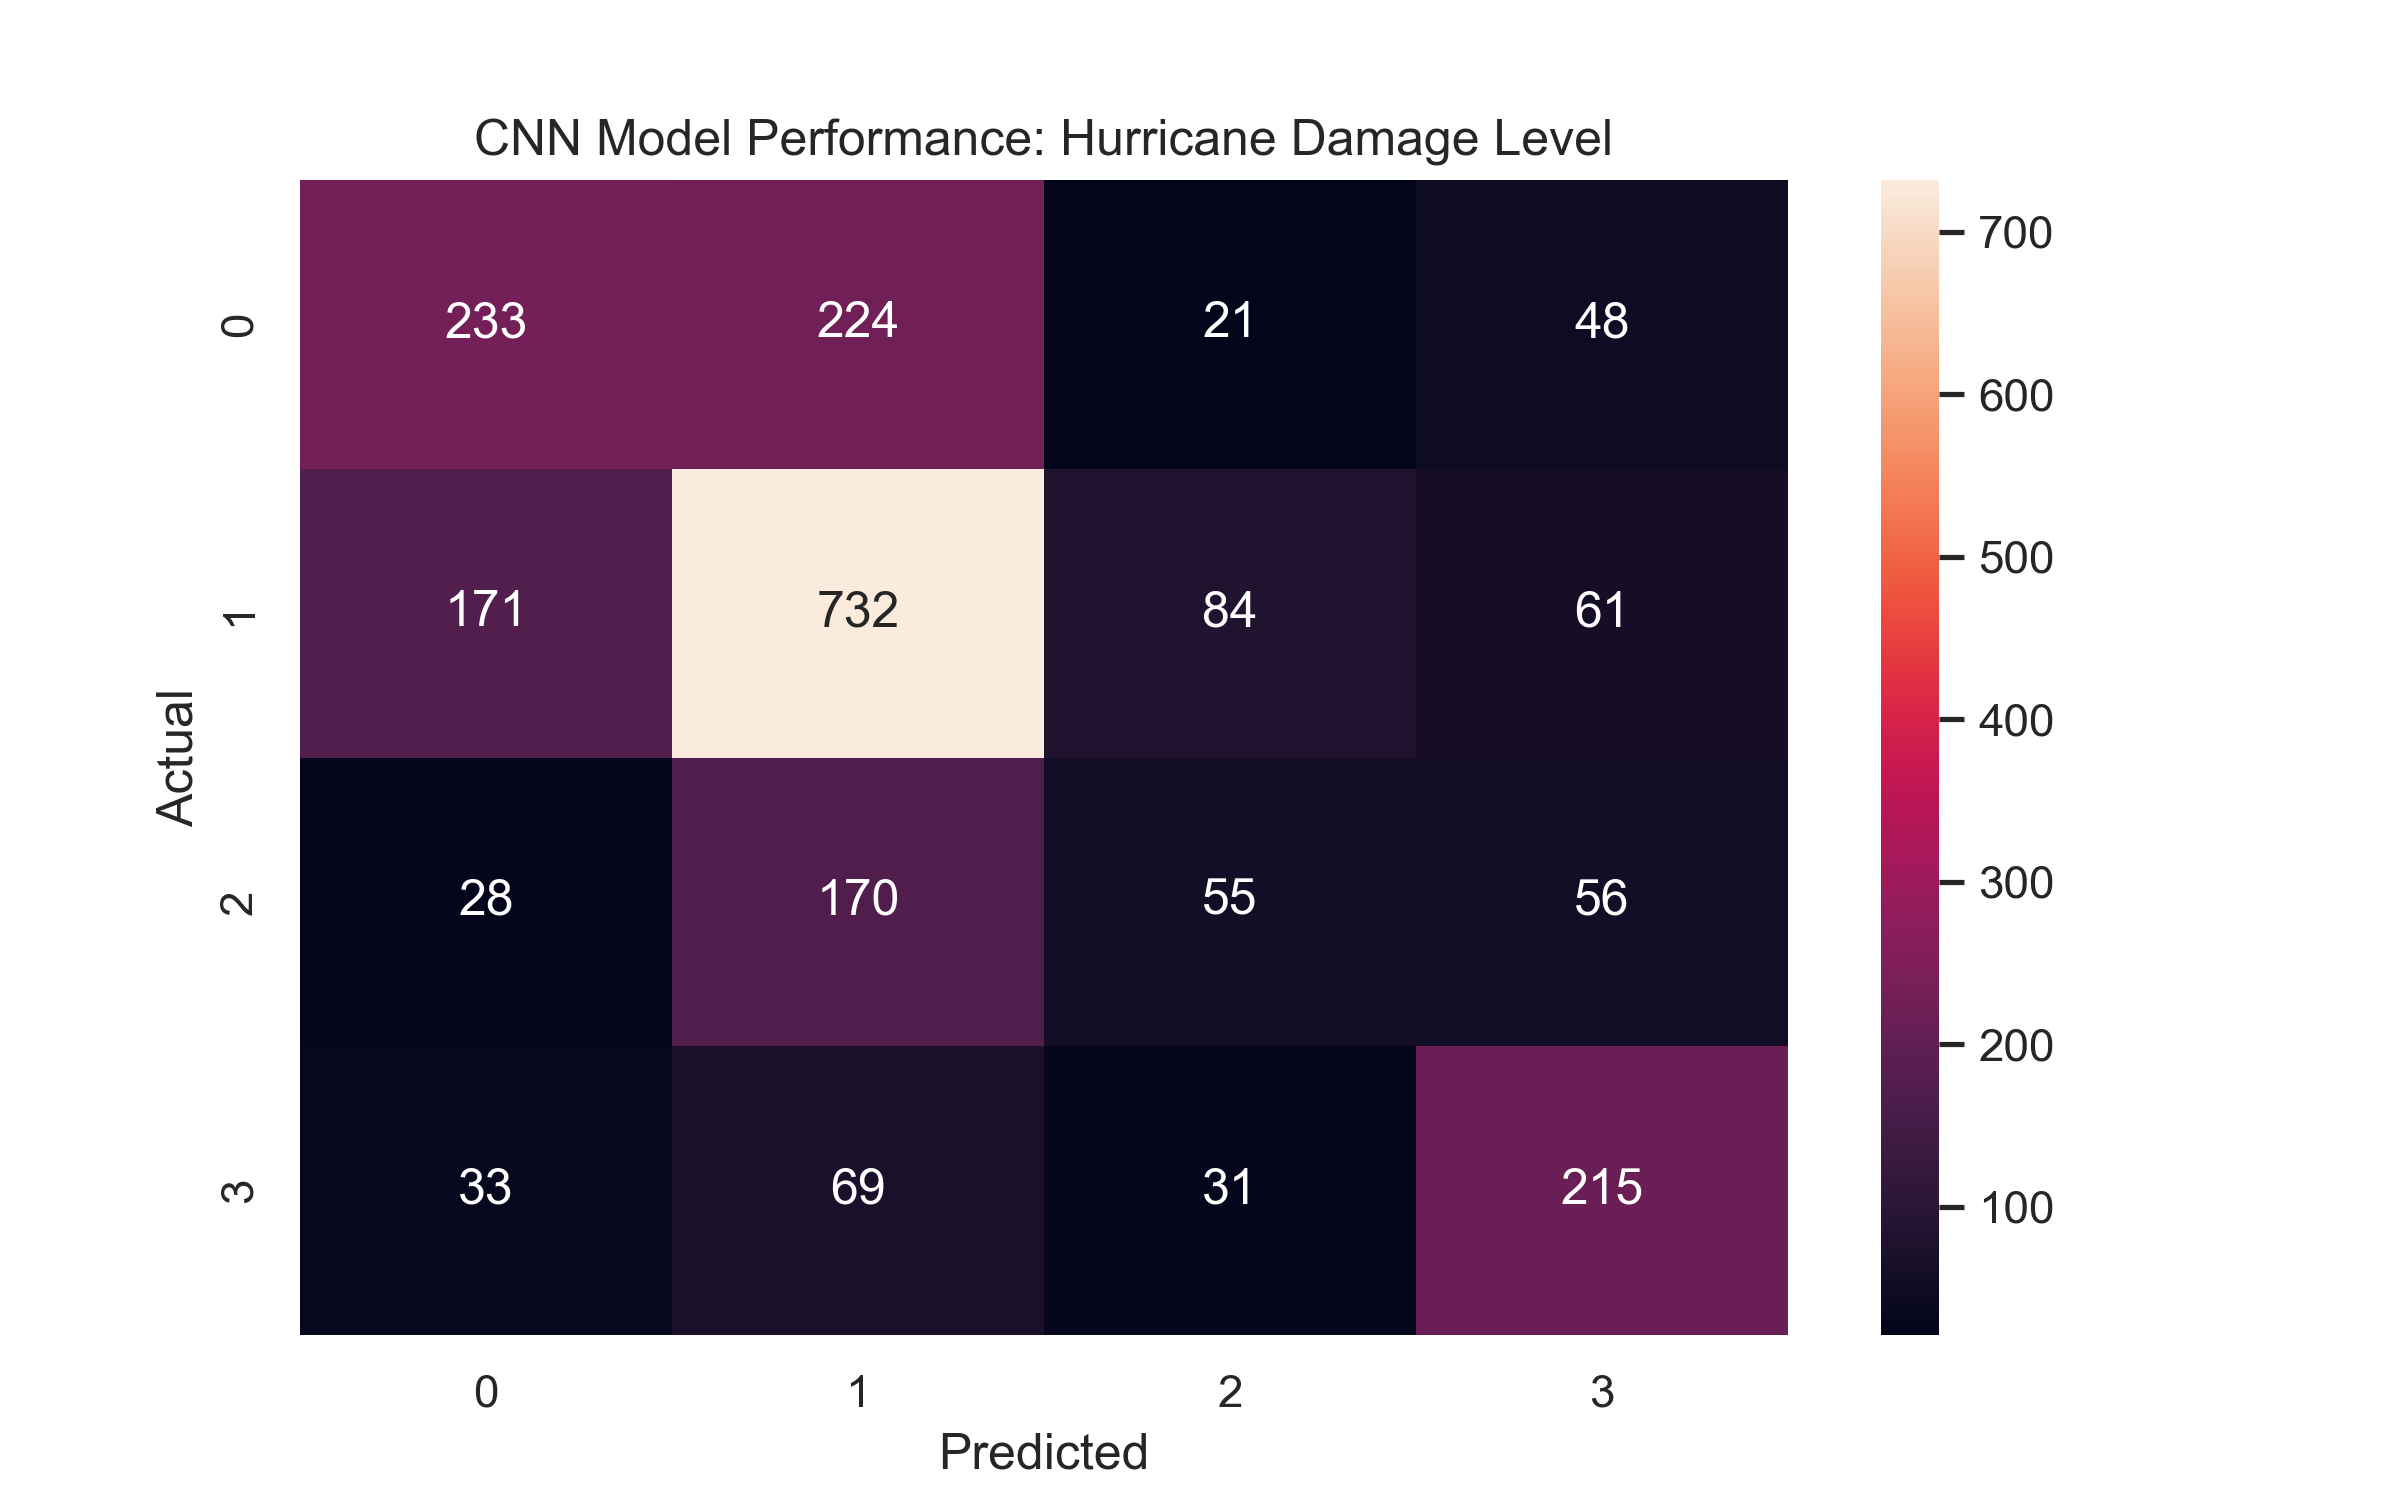 CNN Model Performance: Hurricane Damage Level
0 233 224 21 48
1 171 732 84 61
2 28 170 55 56
3 33 69 31 215
0 1 2 3
Actual
Predicted
700
600
500
400
300
200
100